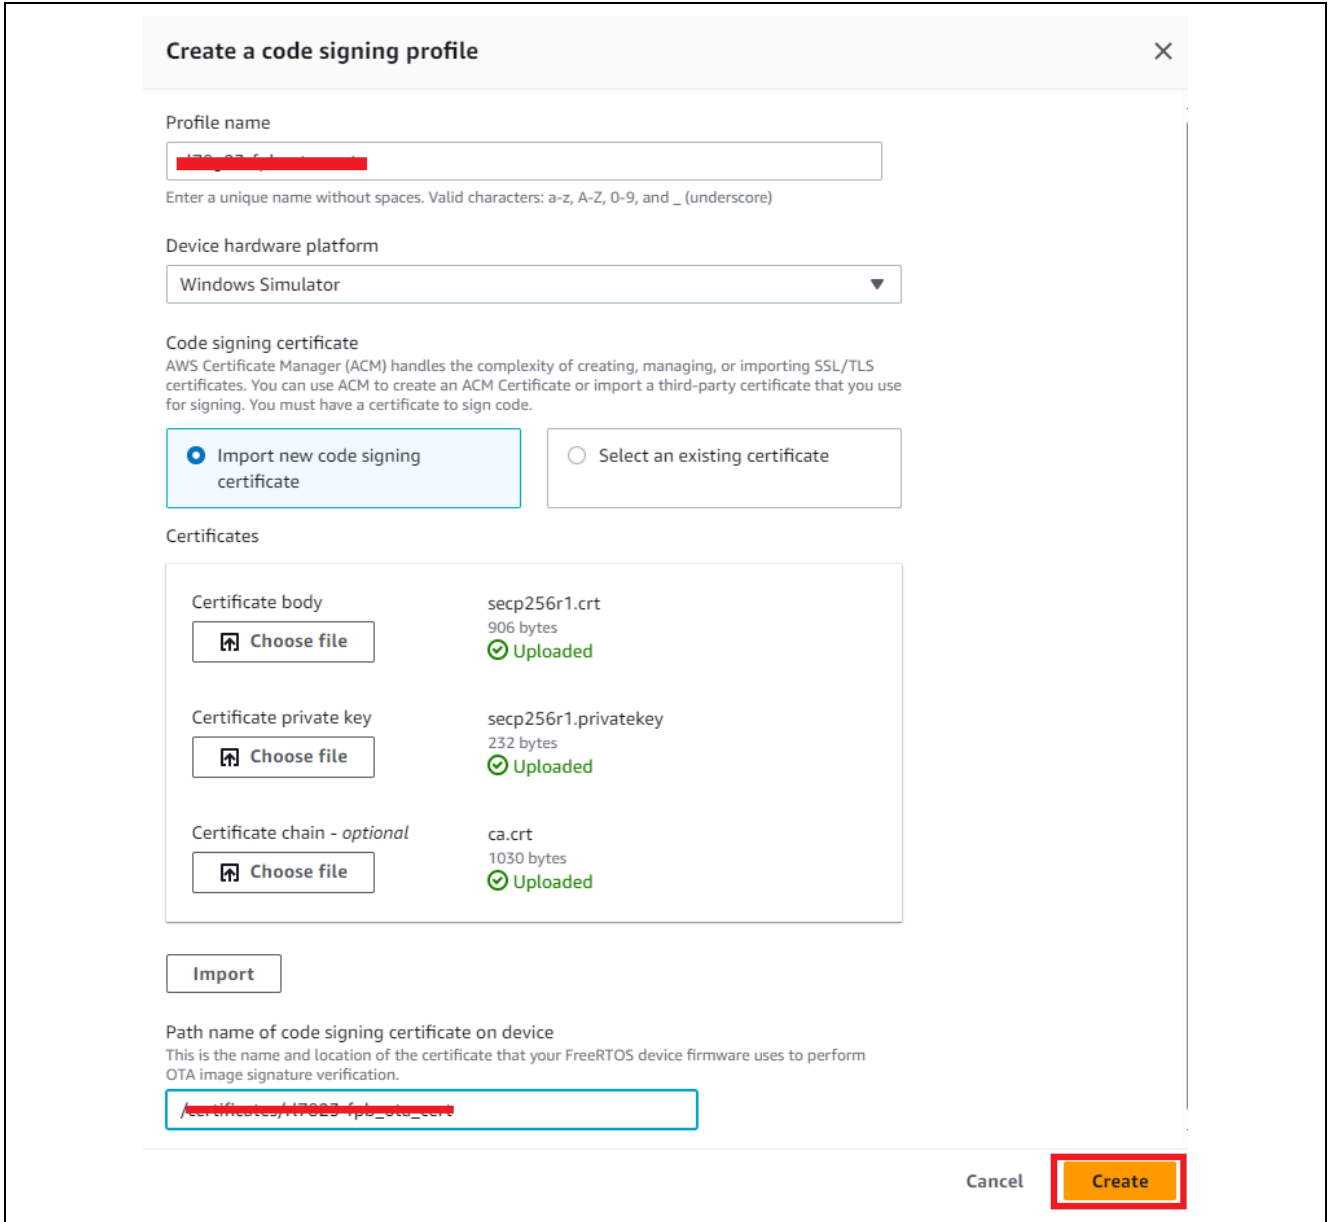 Create a code signing profile
Profile name
Enter a unique name without spaces. Valid characters: a-z, A-Z, 0-9, and _ (underscore)
Device hardware platform
Windows Simulator
Code signing certificate
AWS Certificate Manager (ACM) handles the complexity of creating, managing, or importing SSL/TLS
certificates. You can use ACM to create an ACM Certificate or import a third-party certificate that you use
for signing. You must have a certificate to sign code.
Import new code signing
certificate
Select an existing certificate
Certificates
Certificate body
secp256r1.crt
Choose file
906 bytes
Uploaded
Certificate private key
secp256r1.privatekey
Choose file
232 bytes
Uploaded
Certificate chain - optional
ca.crt
Choose file
1030 bytes
Uploaded
Import
Path name of code signing certificate on device
This is the name and location of the certificate that your FreeRTOS device firmware uses to perform
OTA image signature verification.
Cancel
Create